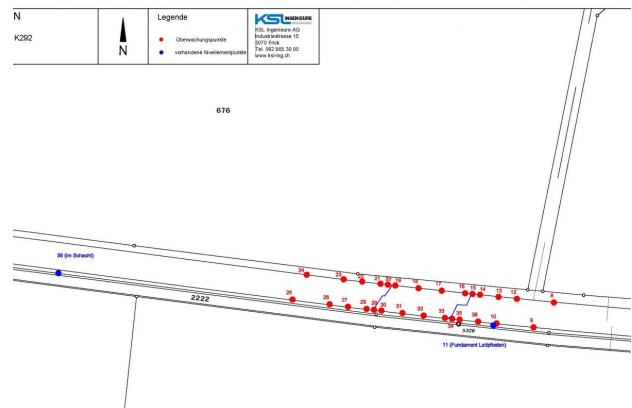 N
K292
N
Legende
Überwachungspunkte
vorhandene Nivellementpunkte
KSL INGENIEURE
KSL Ingenieure AG
Industriestrasse 15
5070 Frick
Tel. 062 865 30 00
www.ksl-ing.ch
676
38 (im Schacht)
24
23
22
21
20
19
18
17
16
15
14
13
12
8
25
26
27
28
29
30
31
32
33
34
35
36
10
9
2222
5326
11 (Fundament Leitpfosten)